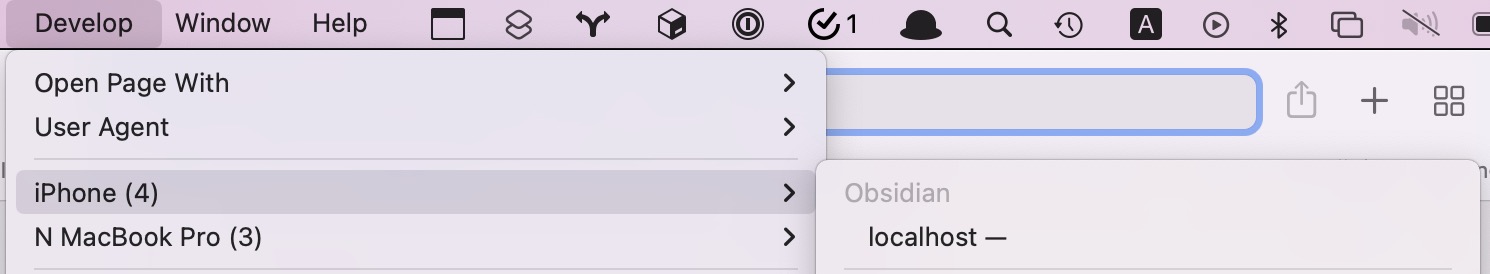 Develop Window Help 1 A
Open Page With
User Agent
iPhone (4)
N MacBook Pro (3)
Obsidian
localhost —